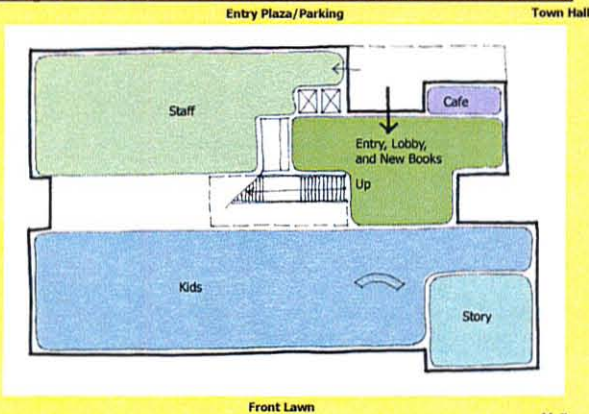 Entry Plaza/Parking
Town Hall
Staff
Cafe
Entry, Lobby,
and New Books
Up
Kids
Story
Front Lawn